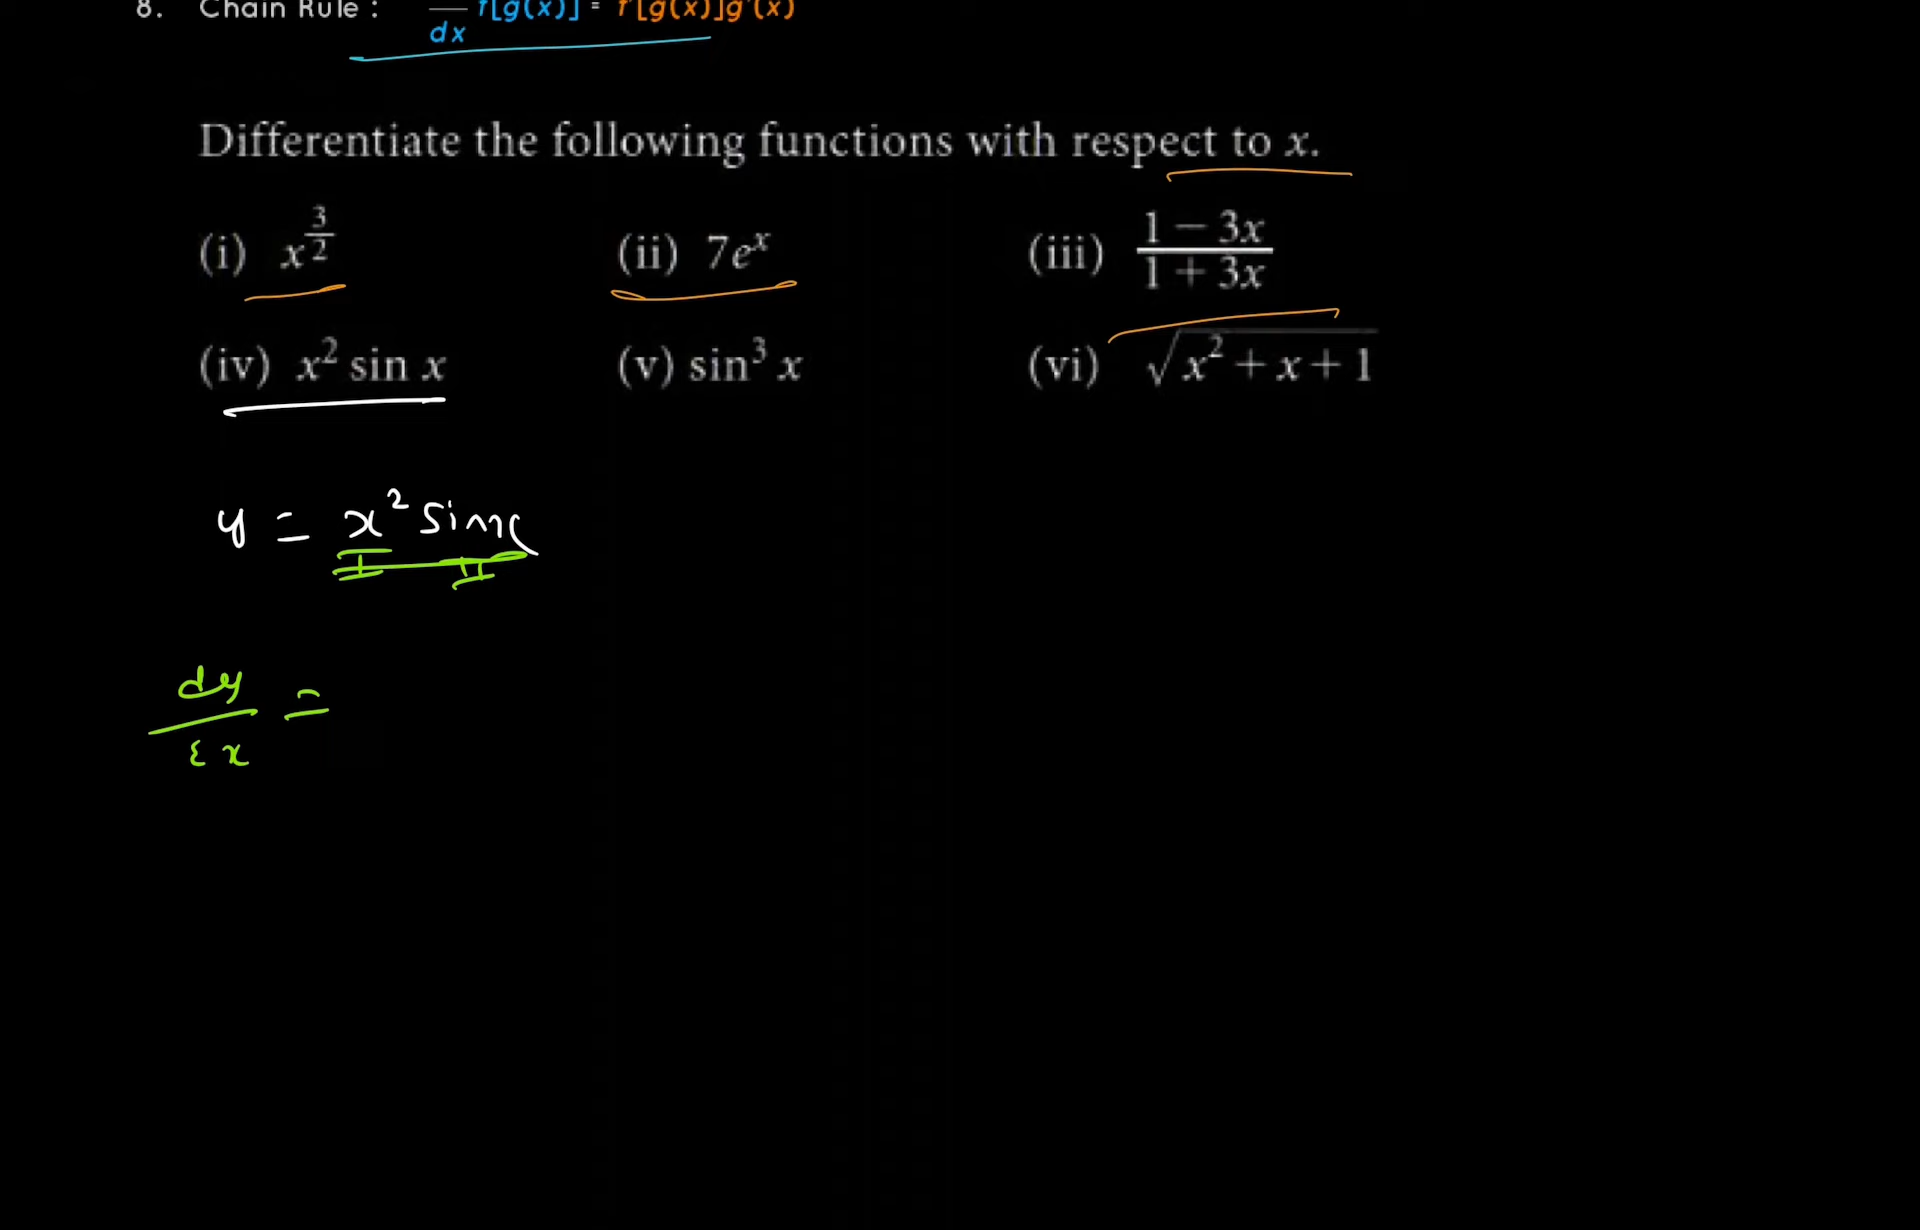 8. Chain Rule : d/dx f[g(x)] = f'[g(x)]g'(x)
Differentiate the following functions with respect to x.
(i) x^(3/2) (ii) 7e^x (iii) (1 − 3x)/(1 + 3x)
(iv) x² sin x (v) sin³ x (vi) √(x² + x + 1)
y = x² sinx
I II
dy/dx =